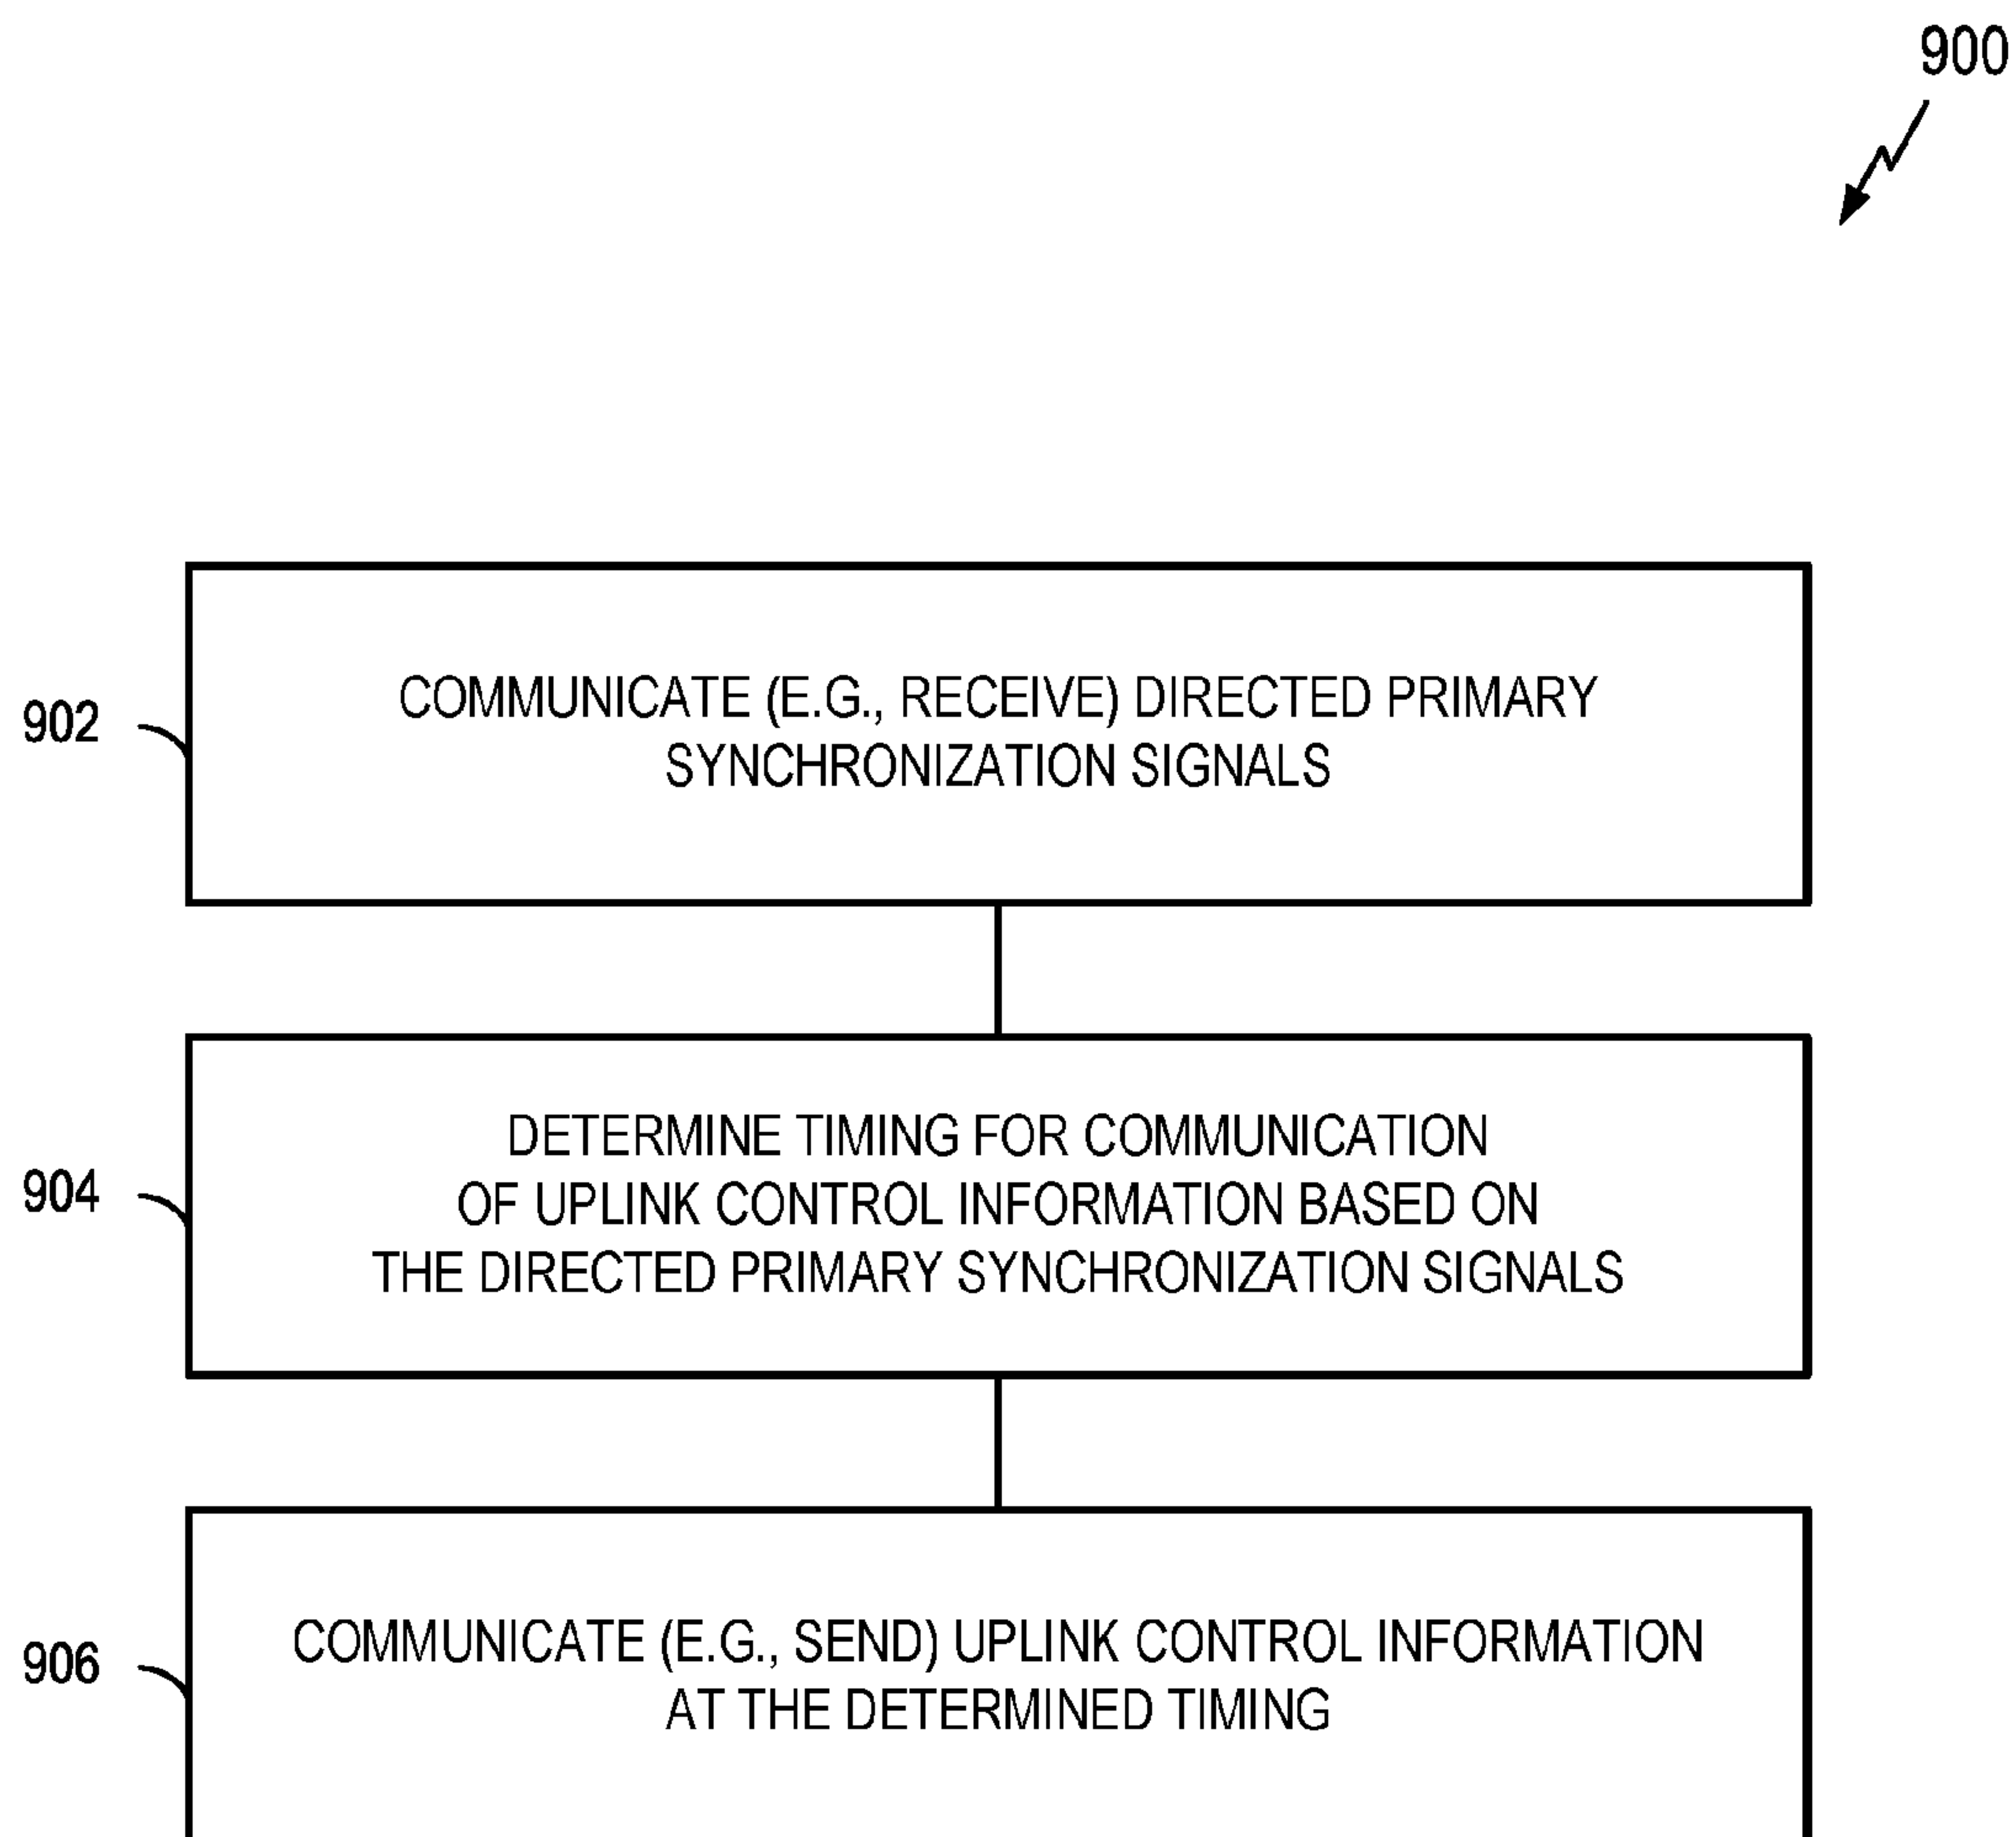 900
902
COMMUNICATE (E.G., RECEIVE) DIRECTED PRIMARY
SYNCHRONIZATION SIGNALS
904
DETERMINE TIMING FOR COMMUNICATION
OF UPLINK CONTROL INFORMATION BASED ON
THE DIRECTED PRIMARY SYNCHRONIZATION SIGNALS
906
COMMUNICATE (E.G., SEND) UPLINK CONTROL INFORMATION
AT THE DETERMINED TIMING